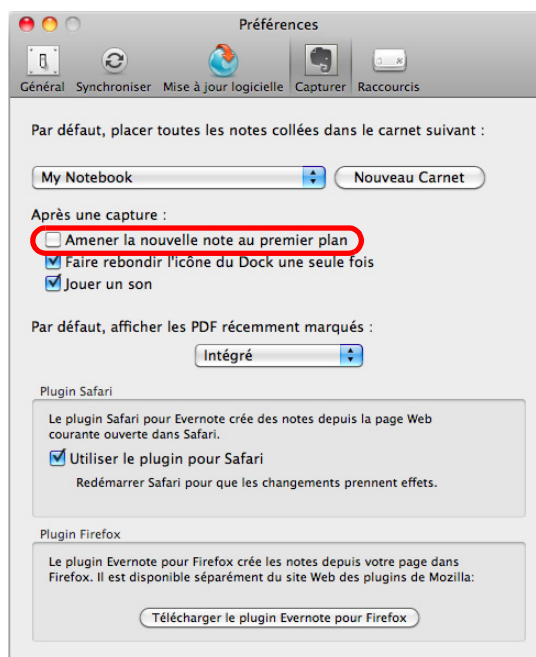 Préférences
Général Synchroniser Mise à jour logicielle Capturer Raccourcis
Par défaut, placer toutes les notes collées dans le carnet suivant :
My Notebook Nouveau Carnet
Après une capture :
Amener la nouvelle note au premier plan
Faire rebondir l'icône du Dock une seule fois
Jouer un son
Par défaut, afficher les PDF récemment marqués :
Intégré
Plugin Safari
Le plugin Safari pour Evernote crée des notes depuis la page Web
courante ouverte dans Safari.
Utiliser le plugin pour Safari
Redémarrer Safari pour que les changements prennent effets.
Plugin Firefox
Le plugin Evernote pour Firefox crée les notes depuis votre page dans
Firefox. Il est disponible séparément du site Web des plugins de Mozilla:
Télécharger le plugin Evernote pour Firefox